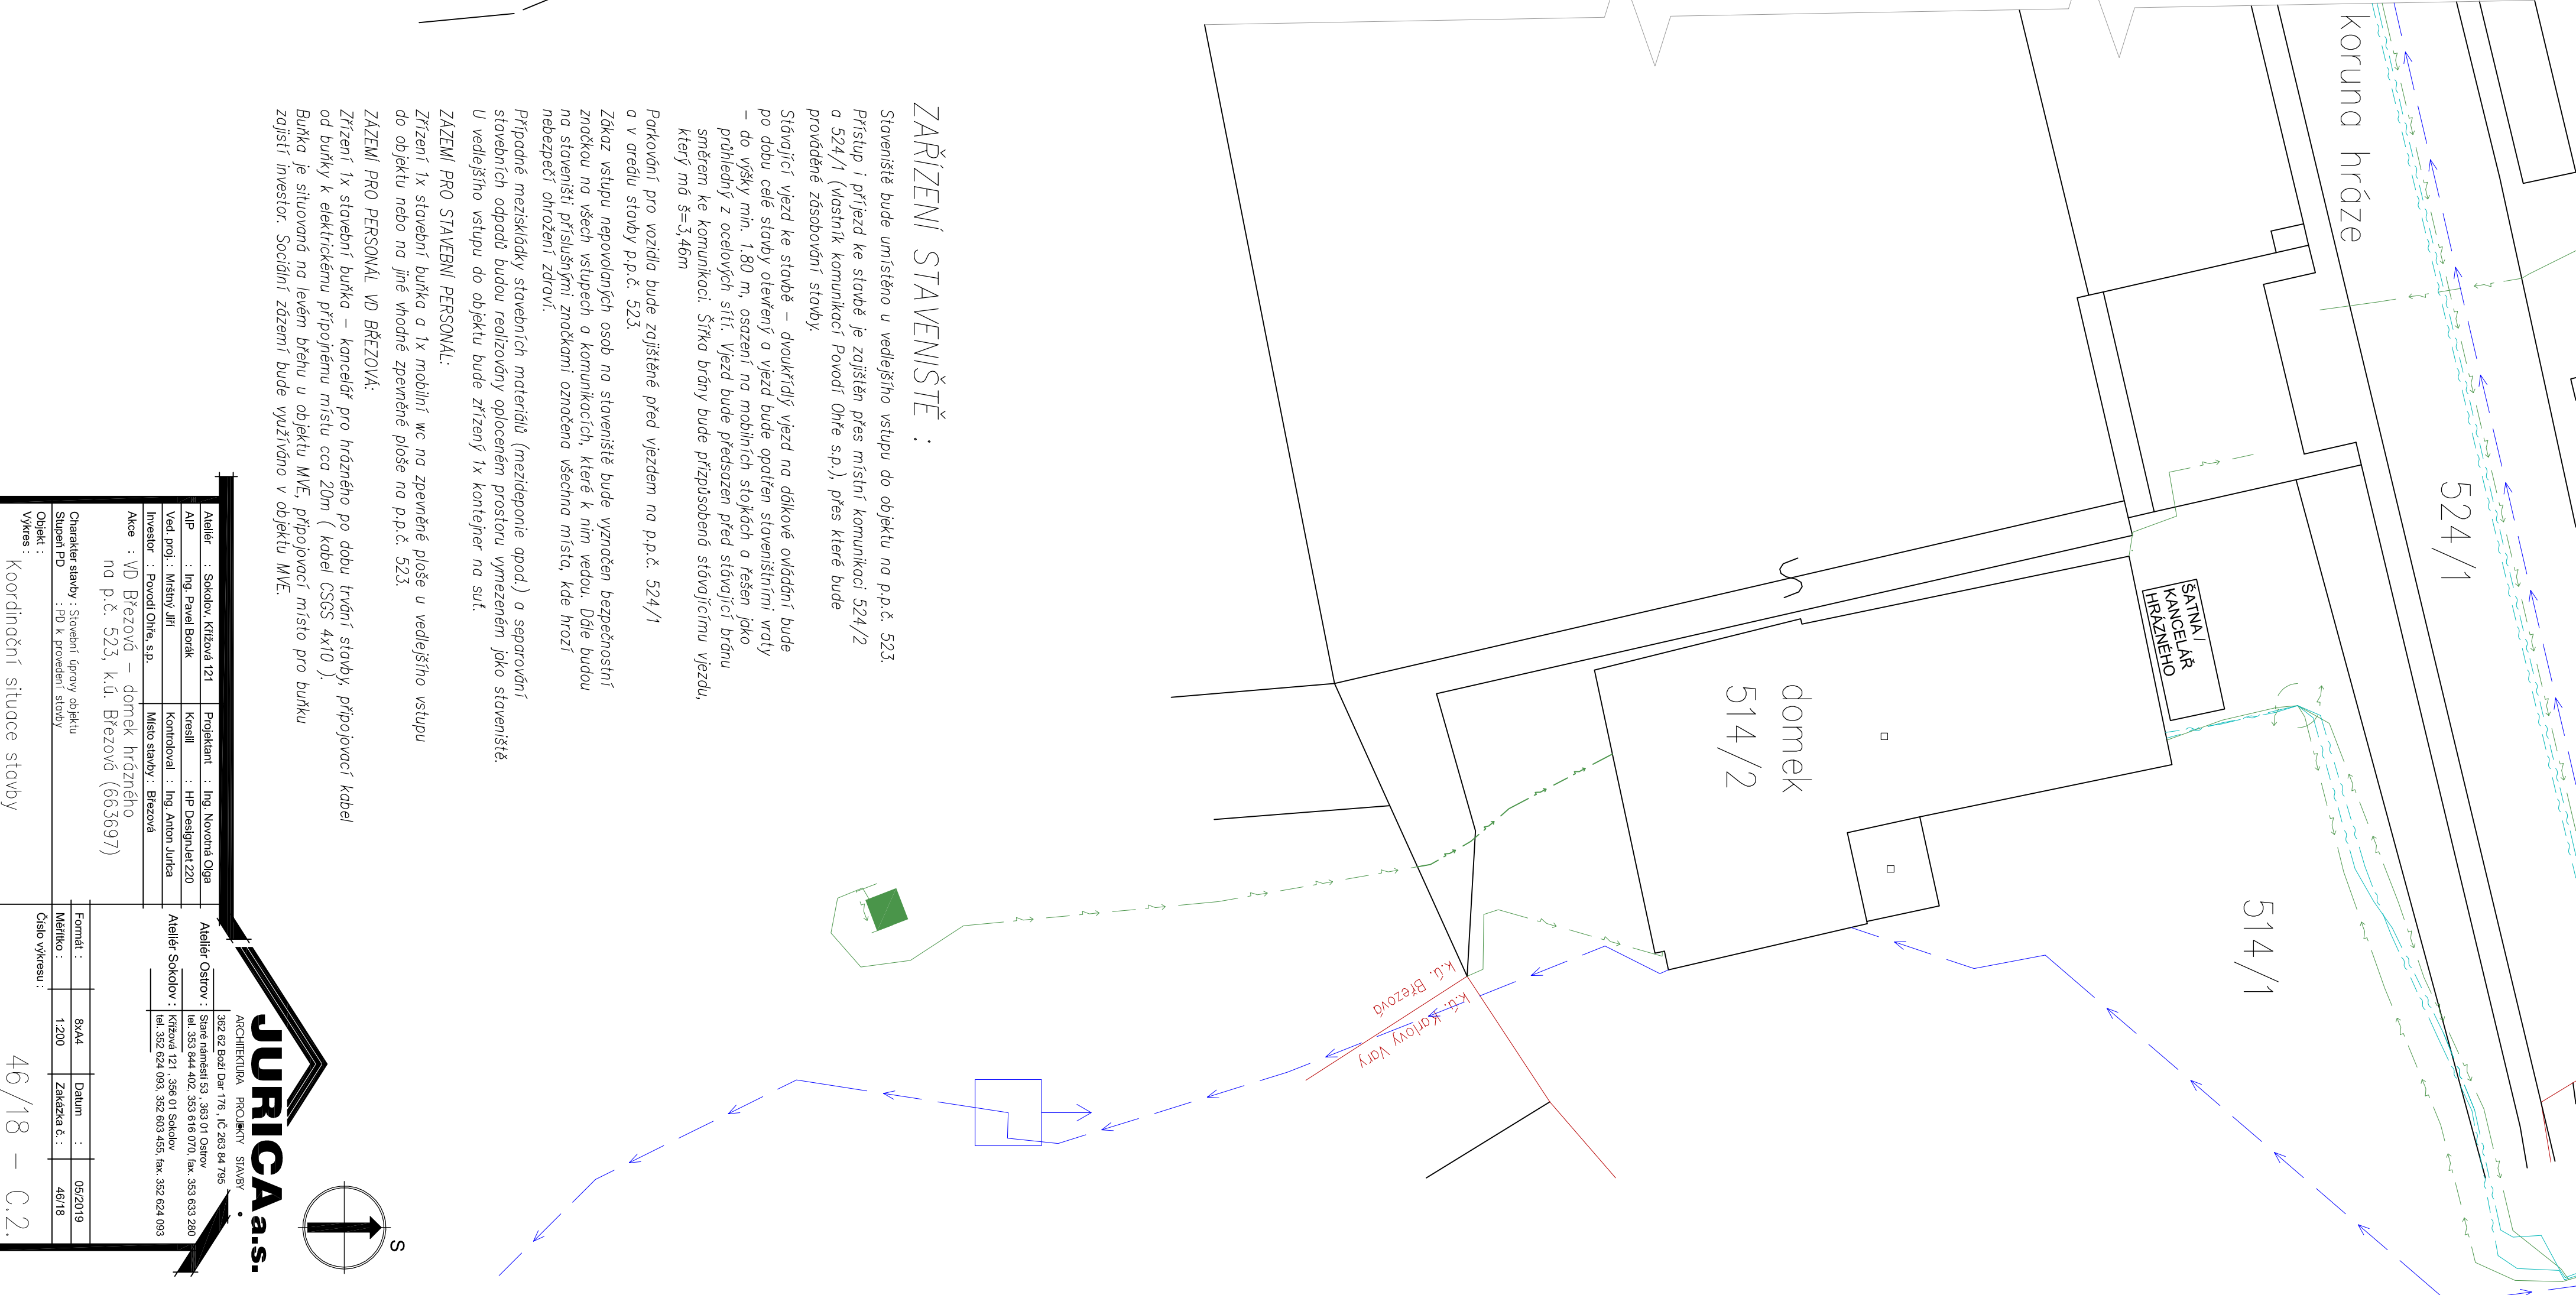 koruna hráze
524/1
ŠATNA /
KANCELÁŘ
HRÁZNÉHO
514/1
domek
514/2
k.ú. Karlovy Vary
k.ú. Březová
ZAŘÍZENÍ STAVENIŠTĚ :
Staveniště bude umístěno u vedlejšího vstupu do objektu na p.p.č. 523.
Přístup i příjezd ke stavbě je zajištěn přes místní komunikaci 524/2
a 524/1 (vlastník komunikací Povodí Ohře s.p.), přes které bude
prováděné zásobování stavby.
Stávající vjezd ke stavbě – dvoukřídlý vjezd na dálkové ovládání bude
po dobu celé stavby otevřený a vjezd bude opatřen staveništními vraty
– do výšky min. 1.80 m, osazení na mobilních stojkách a řešen jako
průhledný z ocelových sítí. Vjezd bude předsazen před stávající bránu
směrem ke komunikaci. Šířka brány bude přizpůsobená stávajícímu vjezdu,
který má š=3,46m
Parkování pro vozidla bude zajištěné před vjezdem na p.p.č. 524/1
a v areálu stavby p.p.č. 523.
Zákaz vstupu nepovolaných osob na staveniště bude vyznačen bezpečnostní
značkou na všech vstupech a komunikacích, které k nim vedou. Dále budou
na staveništi příslušnými značkami označena všechna místa, kde hrozí
nebezpečí ohrožení zdraví.
Případné meziskládky stavebních materiálů (mezideponie apod.) a separování
stavebních odpadů budou realizovány oploceném prostoru vymezeném jako staveniště.
U vedlejšího vstupu do objektu bude zřízený 1x kontejner na suť.
ZÁZEMÍ PRO STAVEBNÍ PERSONÁL:
Zřízení 1x stavební buňka a 1x mobilní wc na zpevněné ploše u vedlejšího vstupu
do objektu nebo na jiné vhodné zpevněné ploše na p.p.č. 523.
ZÁZEMÍ PRO PERSONÁL VD BŘEZOVÁ:
Zřízení 1x stavební buňka – kancelář pro hrázného po dobu trvání stavby, připojovací kabel
od buňky k elektrickému přípojnému místu cca 20m ( kabel CSGS 4x10 ).
Buňka je situovaná na levém břehu u objektu MVE, připojovací místo pro buňku
zajistí investor. Sociální zázemí bude využíváno v objektu MVE.
S
JURICA a.s.
ARCHITEKTURA PROJEKTY STAVBY
362 62 Boží Dar 176 , IČ 263 84 795
Ateliér Ostrov : Staré náměstí 53 , 363 01 Ostrov
tel. 353 844 402, 353 616 070, fax. 353 633 280
Ateliér Sokolov : Křížová 121 , 356 01 Sokolov
tel. 352 624 093, 352 603 455, fax. 352 624 093
Ateliér : Sokolov, Křížová 121 Projektant : Ing. Novotná Olga
AIP : Ing. Pavel Borák Kreslil : HP DesignJet 220
Ved. proj. : Mrštný Jiří Kontroloval : Ing. Anton Jurica
Investor : Povodí Ohře, s.p. Místo stavby : Březová
Akce : VD Březová – domek hrázného
na p.č. 523, k.ú. Březová (663697)
Charakter stavby : Stavební úpravy objektu
Stupeň PD : PD k provedení stavby
Formát : 8xA4 Datum : 05/2019
Měřítko : 1:200 Zakázka č. : 46/18
Objekt :
Výkres : Koordinační situace stavby
Číslo výkresu : 46/18 – C.2.